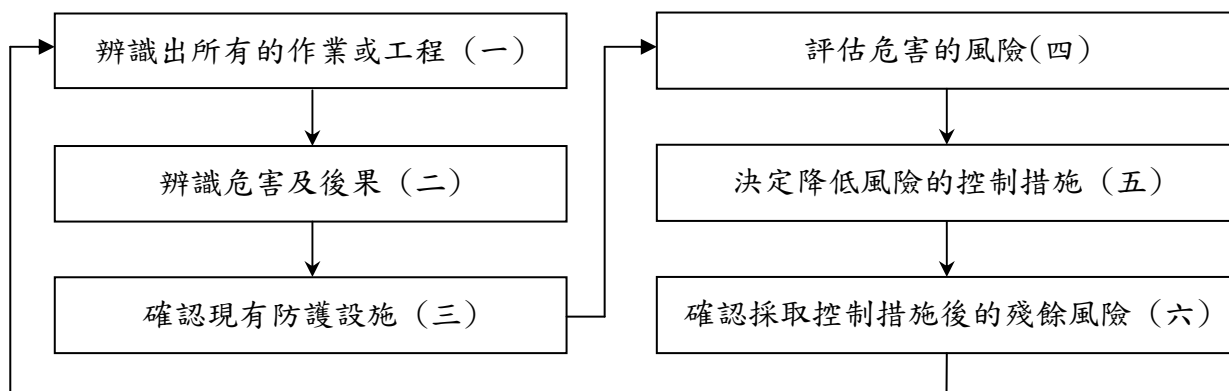 辨識出所有的作業或工程（一）
辨識危害及後果（二）
確認現有防護設施（三）
評估危害的風險(四)
決定降低風險的控制措施（五）
確認採取控制措施後的殘餘風險（六）